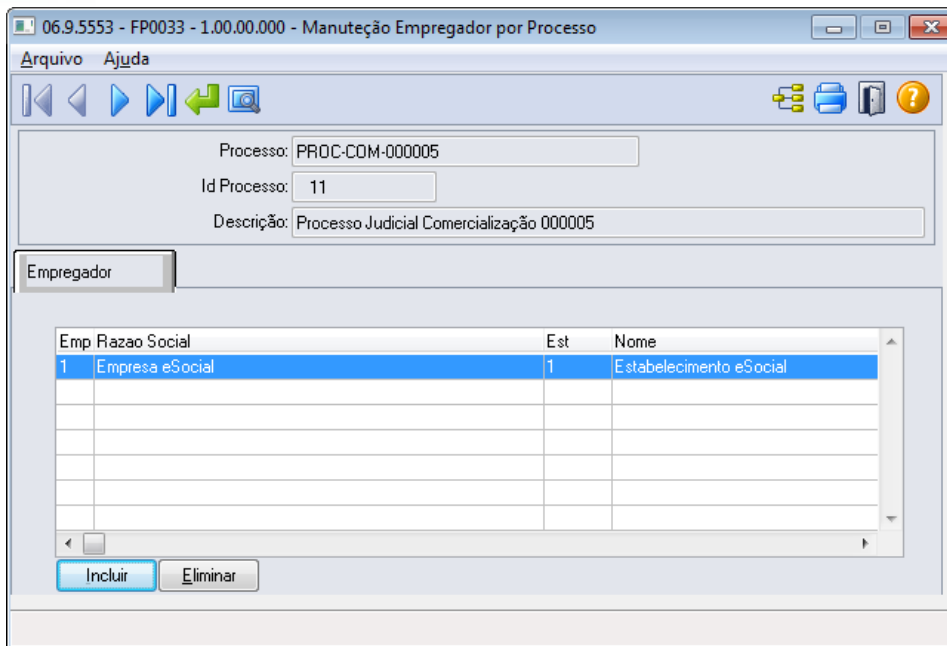 06.9.5553 - FP0033 - 1.00.00.000 - Manuteção Empregador por Processo
Arquivo Ajuda
Processo: PROC-COM-000005
Id Processo: 11
Descrição: Processo Judicial Comercialização 000005
Empregador
Emp Razao Social Est Nome
1 Empresa eSocial 1 Estabelecimento eSocial
Incluir Eliminar